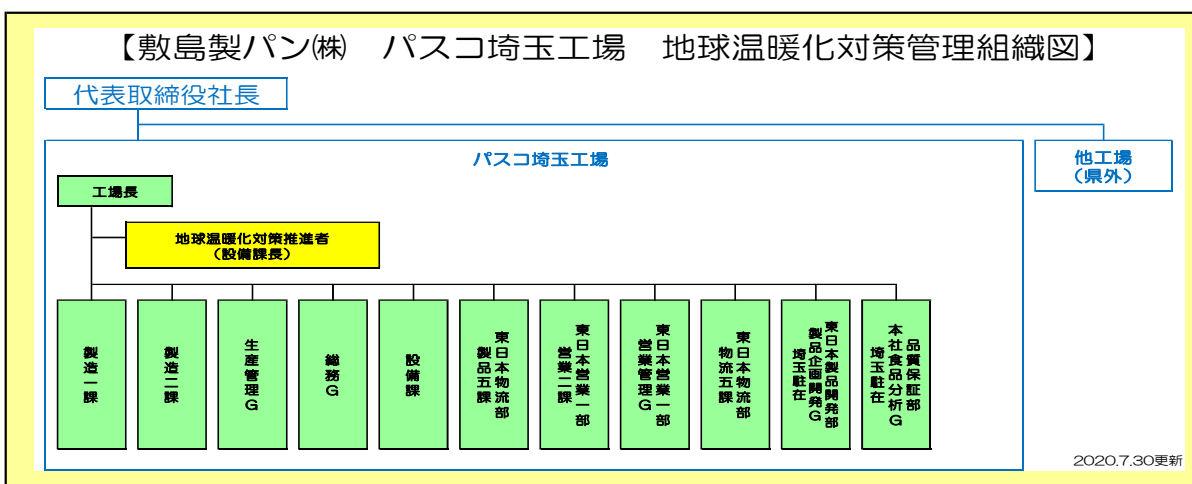 【敷島製パン㈱　パスコ埼玉工場　地球温暖化対策管理組織図】
代表取締役社長
パスコ埼玉工場
他工場
（県外）
工場長
地球温暖化対策推進者
（設備課長）
製造一課
製造二課
生産管理G
総務G
設備課
東日本物流部
製品五課
東日本営業一部
営業二課
東日本営業一部
営業管理G
東日本物流部
物流五課
東日本製品開発部
製品企画開発G
埼玉駐在
品質保証部
本社食品分析G
埼玉駐在
2020.7.30更新